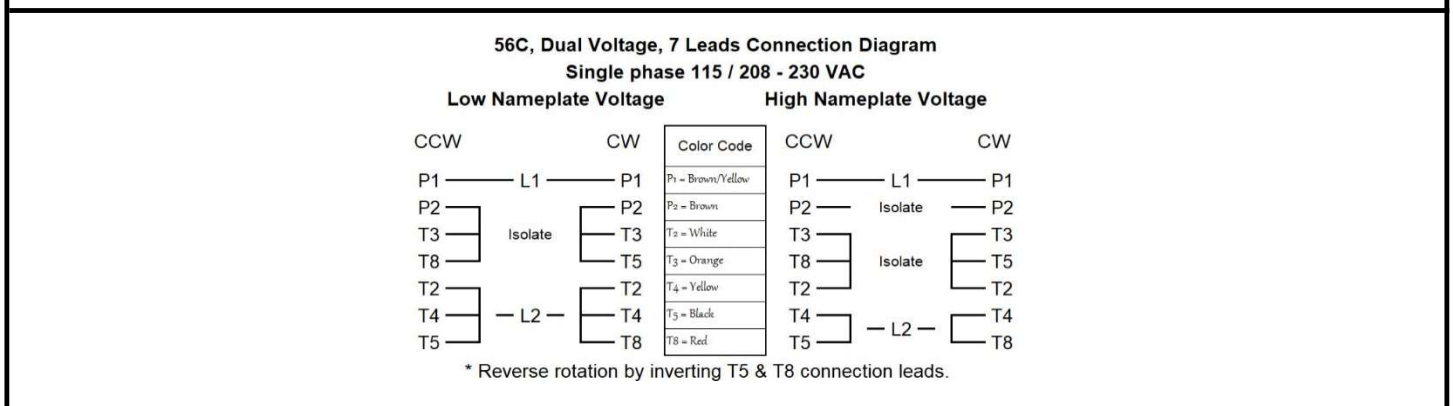 56C, Dual Voltage, 7 Leads Connection Diagram
Single phase 115 / 208 - 230 VAC
Low Nameplate Voltage High Nameplate Voltage
CCW CW Color Code CCW CW
P1 L1 P1 P1 = Brown/Yellow P1 L1 P1
P2 P2 P2 = Brown P2 Isolate P2
T3 Isolate T3 T2 = White T3 T3
T8 T5 T3 = Orange T8 Isolate T5
T2 T2 T4 = Yellow T2 T2
T4 L2 T4 T5 = Black T4 T4
T5 T8 T8 = Red T5 L2 T8
* Reverse rotation by inverting T5 & T8 connection leads.